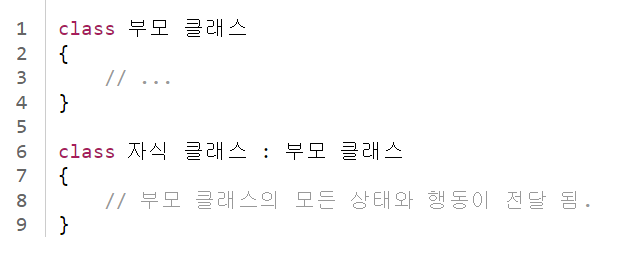 1 class 부모 클래스
2 {
3 // ...
4 }
5
6 class 자식 클래스 : 부모 클래스
7 {
8 // 부모 클래스의 모든 상태와 행동이 전달 됨.
9 }